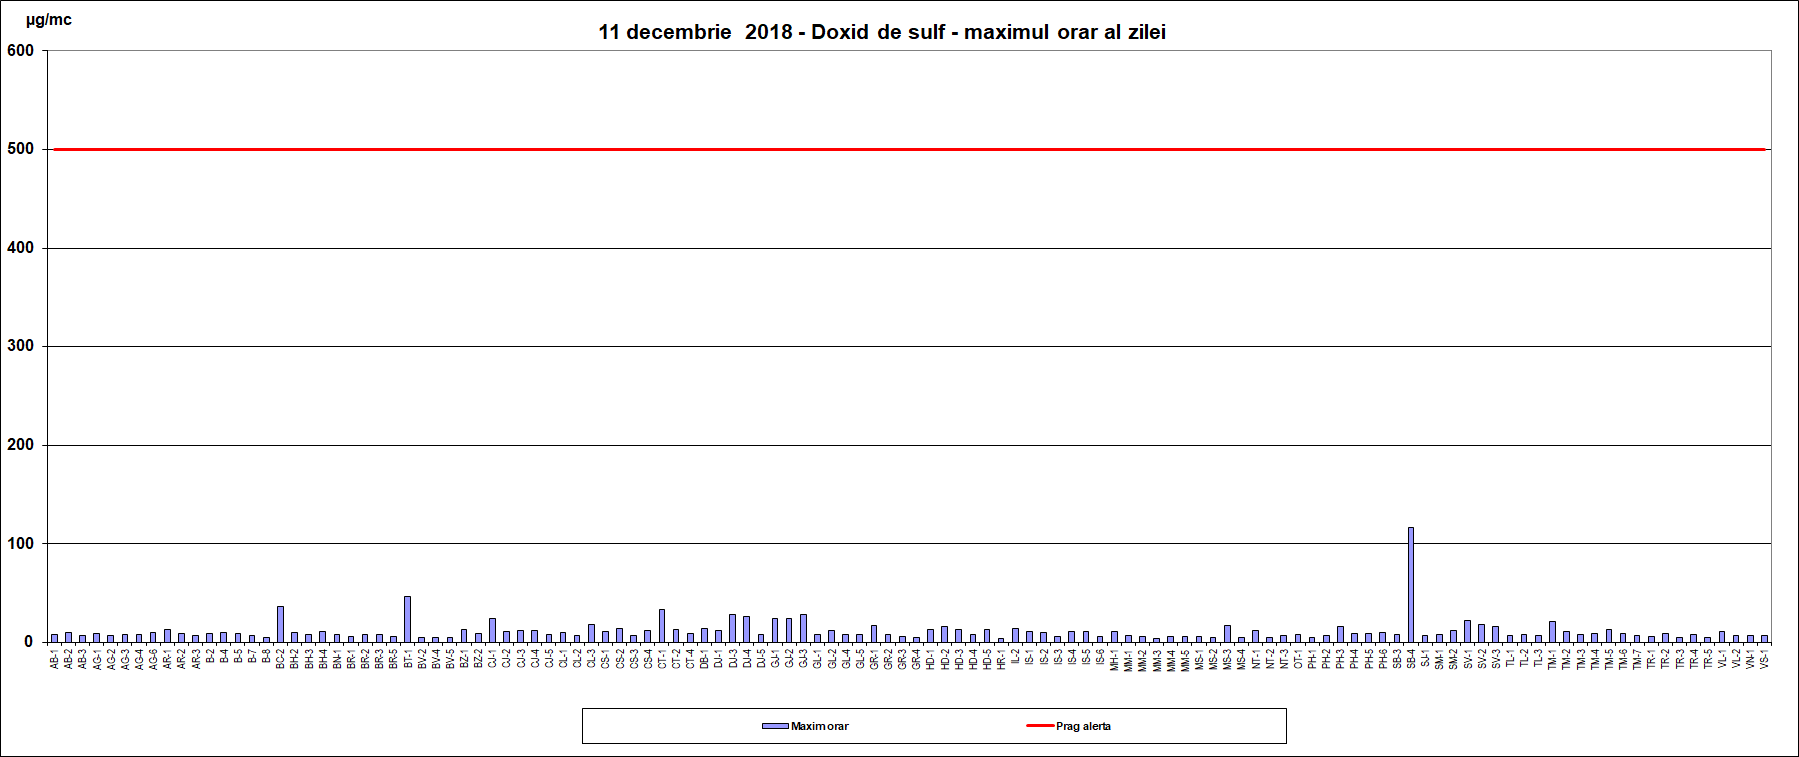 µg/mc
11 decembrie 2018 - Doxid de sulf - maximul orar al zilei
600
500
400
300
200
100
0
AB-1 AB-2 AB-3 AG-1 AG-2 AG-3 AG-4 AG-6 AR-1 AR-2 AR-3 B-2 B-4 B-5 B-7 B-8 BC-2 BH-2 BH-3 BH-4 BN-1 BR-1 BR-2 BR-3 BR-5 BT-1 BV-2 BV-4 BV-5 BZ-1 BZ-2 CJ-1 CJ-2 CJ-3 CJ-4 CJ-5 CL-1 CL-2 CL-3 CS-1 CS-2 CS-3 CS-4 CT-1 CT-2 CT-4 DB-1 DJ-1 DJ-3 DJ-4 DJ-5 GJ-1 GJ-2 GJ-3 GL-1 GL-2 GL-4 GL-5 GR-1 GR-2 GR-3 GR-4 HD-1 HD-2 HD-3 HD-4 HD-5 HR-1 IL-2 IS-1 IS-2 IS-3 IS-4 IS-5 IS-6 MH-1 MM-1 MM-2 MM-3 MM-4 MM-5 MS-1 MS-2 MS-3 MS-4 NT-1 NT-2 NT-3 OT-1 PH-1 PH-2 PH-3 PH-4 PH-5 PH-6 SB-3 SB-4 SJ-1 SM-1 SM-2 SV-1 SV-2 SV-3 TL-1 TL-2 TL-3 TM-1 TM-2 TM-3 TM-4 TM-5 TM-6 TM-7 TR-1 TR-2 TR-3 TR-4 TR-5 VL-1 VL-2 VN-1 VS-1
Maxim orar Prag alerta